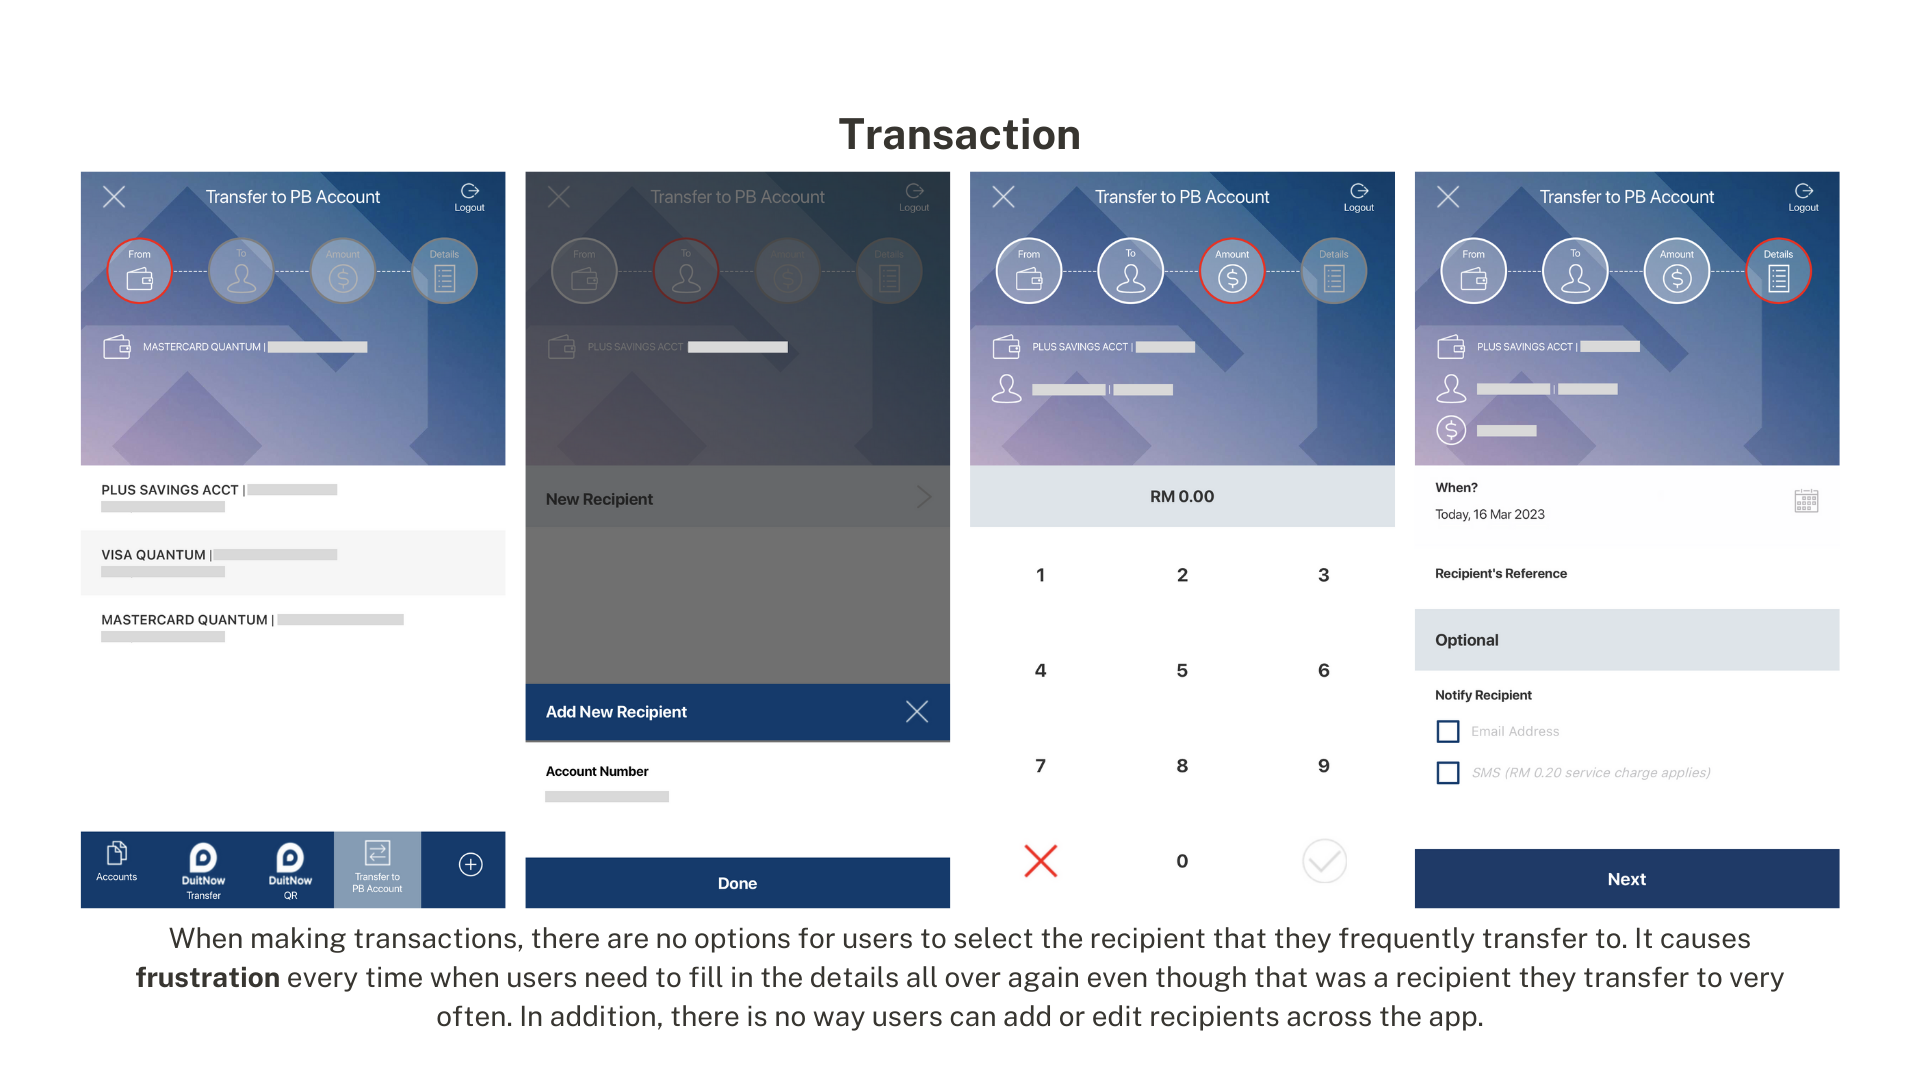 Transaction
Transfer to PB Account
Logout
From
To
Amount
Details
MASTERCARD QUANTUM |
PLUS SAVINGS ACCT |
VISA QUANTUM |
MASTERCARD QUANTUM |
Accounts
DuitNow
Transfer
DuitNow
QR
Transfer to
PB Account
Transfer to PB Account
Logout
From
To
Amount
Details
PLUS SAVINGS ACCT
New Recipient
Add New Recipient
Account Number
Done
Transfer to PB Account
Logout
From
To
Amount
Details
PLUS SAVINGS ACCT |
|
RM 0.00
1 2 3
4 5 6
7 8 9
0
Transfer to PB Account
Logout
From
To
Amount
Details
PLUS SAVINGS ACCT |
|
When?
Today, 16 Mar 2023
Recipient's Reference
Optional
Notify Recipient
Email Address
SMS (RM 0.20 service charge applies)
Next
When making transactions, there are no options for users to select the recipient that they frequently transfer to. It causes
frustration every time when users need to fill in the details all over again even though that was a recipient they transfer to very
often. In addition, there is no way users can add or edit recipients across the app.